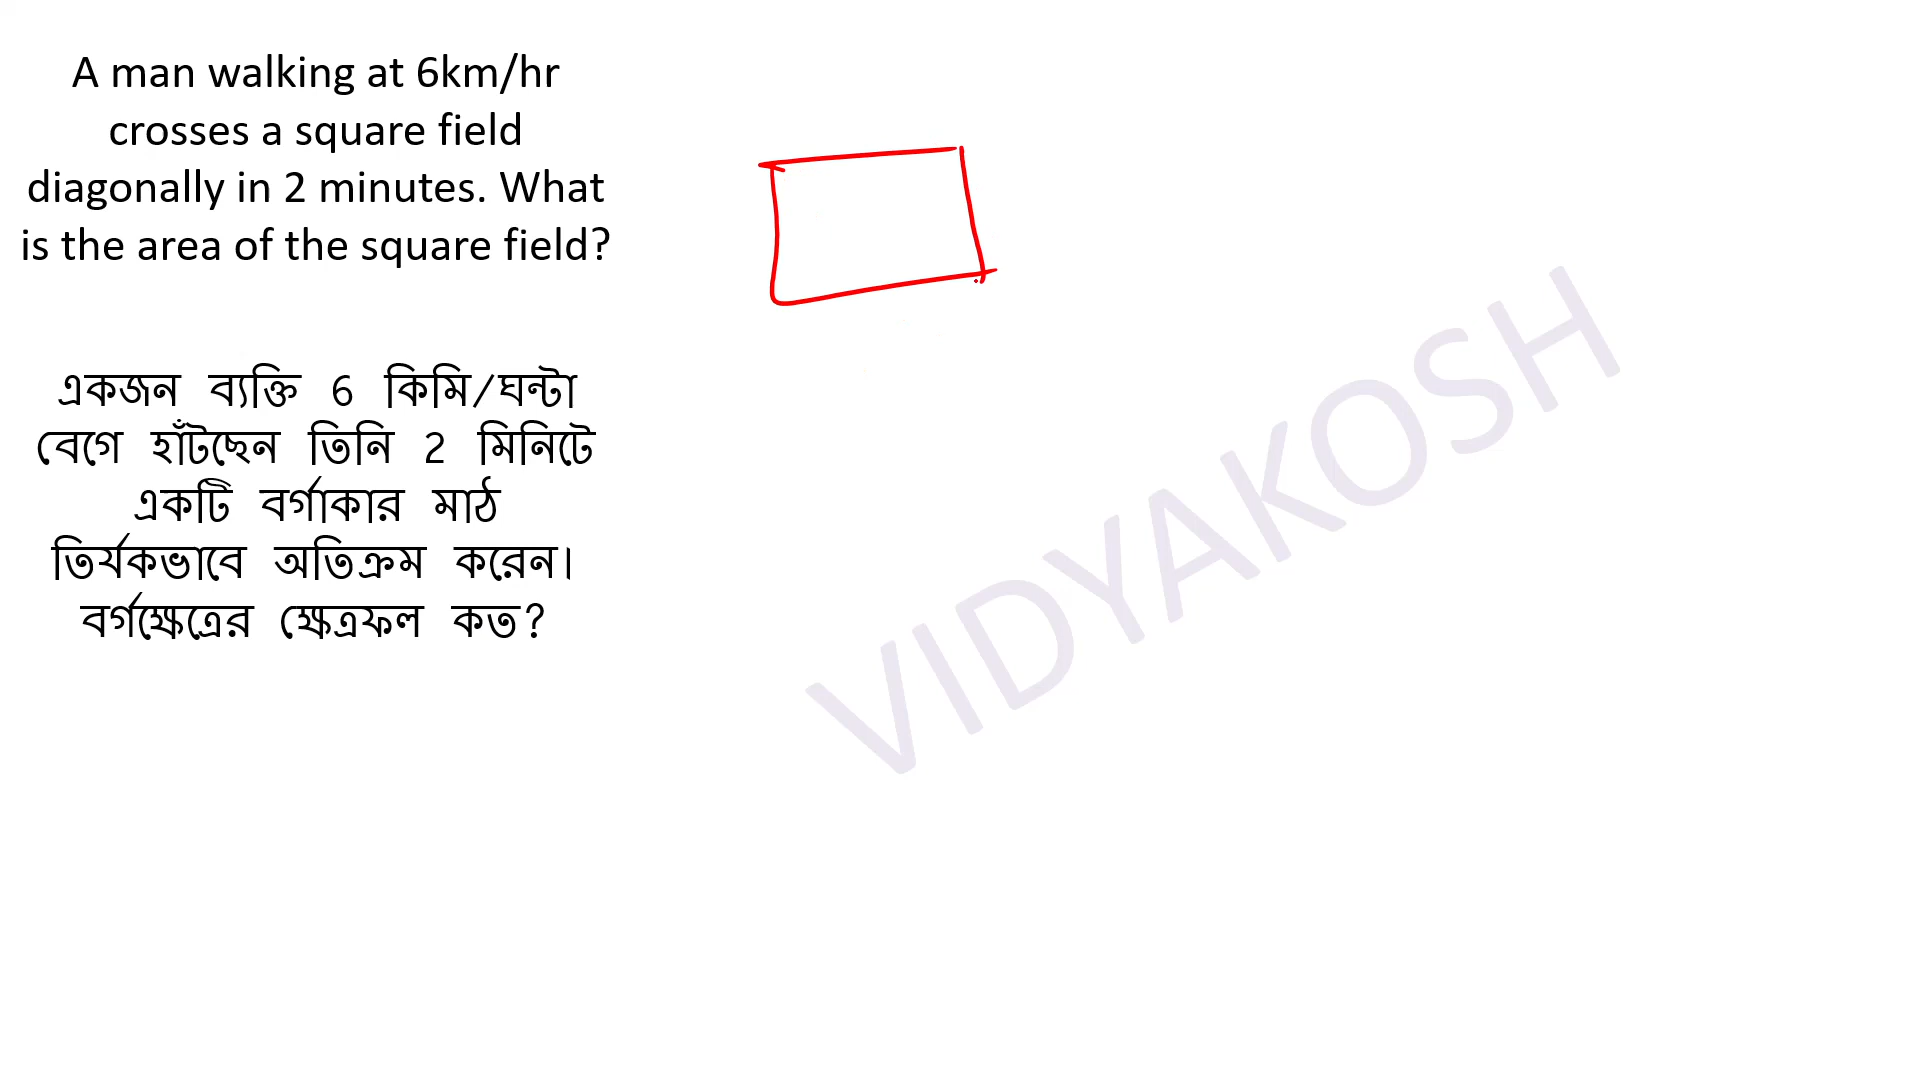 A man walking at 6km/hr
crosses a square field
diagonally in 2 minutes. What
is the area of the square field?
একজন ব্যক্তি 6 কিমি/ঘন্টা
বেগে হাঁটছেন তিনি 2 মিনিটে
একটি বর্গাকার মাঠ
তির্যকভাবে অতিক্রম করেন।
বর্গক্ষেত্রের ক্ষেত্রফল কত?
VIDYAKOSH